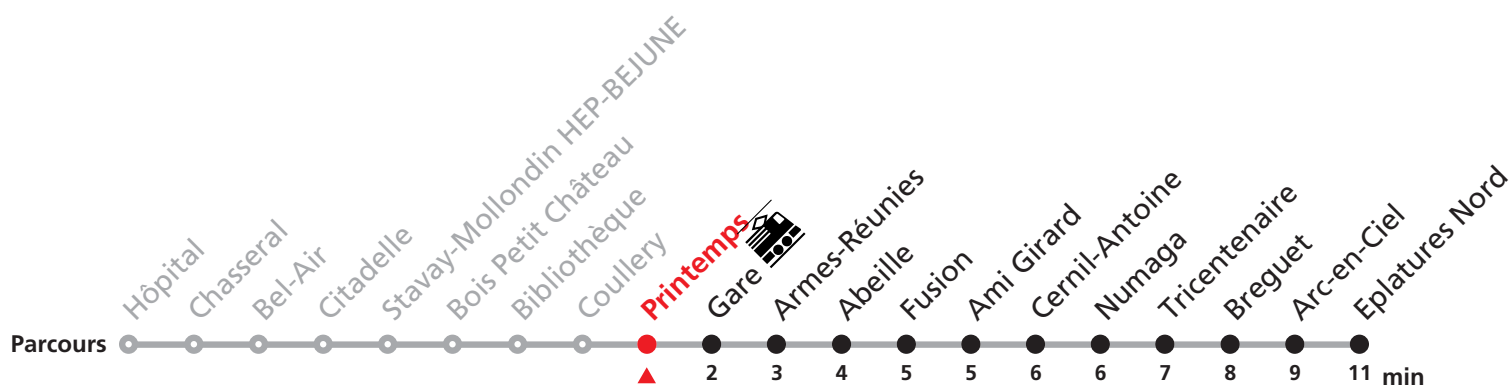 Hôpital
Chasseral
Bel-Air
Citadelle
Stavay-Mollondin HEP-BEJUNE
Bois Petit Château
Bibliothèque
Coullery
Printemps
Gare
Armes-Réunies
Abeille
Fusion
Ami Girard
Cernil-Antoine
Numaga
Tricentenaire
Breguet
Arc-en-Ciel
Eplatures Nord
Parcours
2 3 4 5 5 6 6 7 8 9 11 min